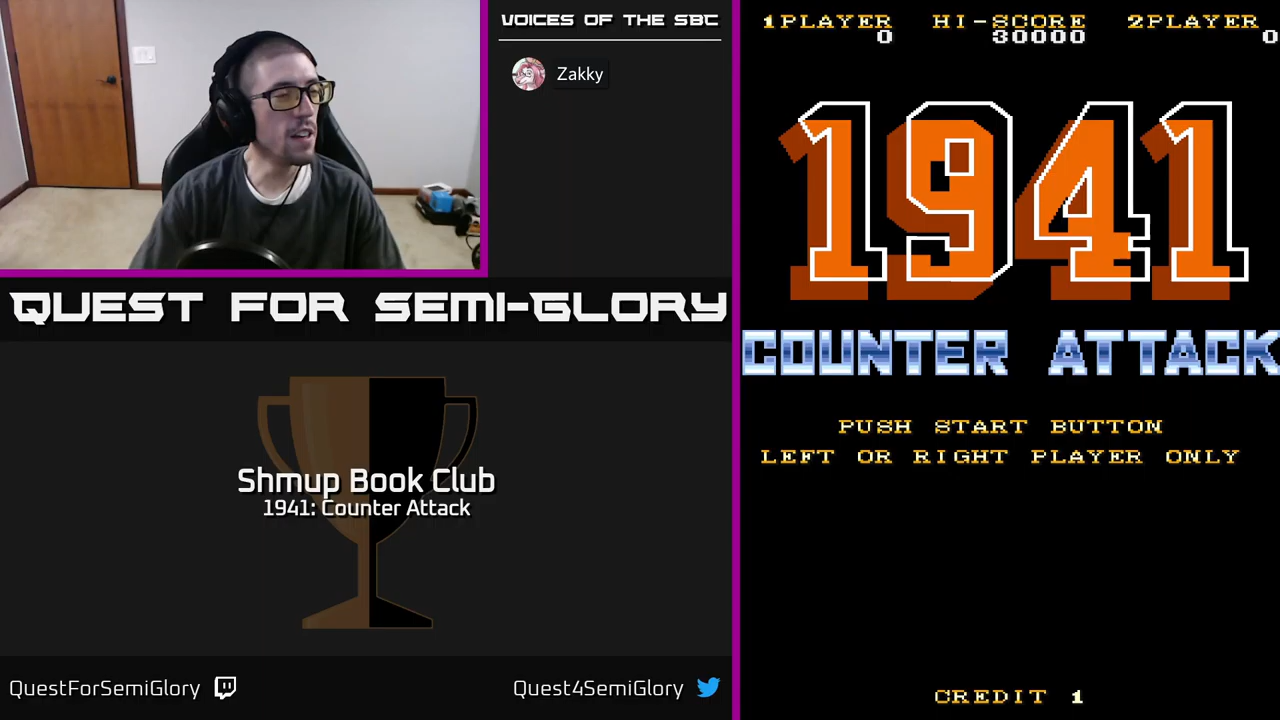 VOICES OF THE SBC
Zakky
QUEST FOR SEMI-GLORY
Shmup Book Club
1941: Counter Attack
QuestForSemiGlory
Quest4SemiGlory
1PLAYER HI-SCORE 2PLAYER
0 30000 0
1941
COUNTER ATTACK
PUSH START BUTTON
LEFT OR RIGHT PLAYER ONLY
CREDIT 1